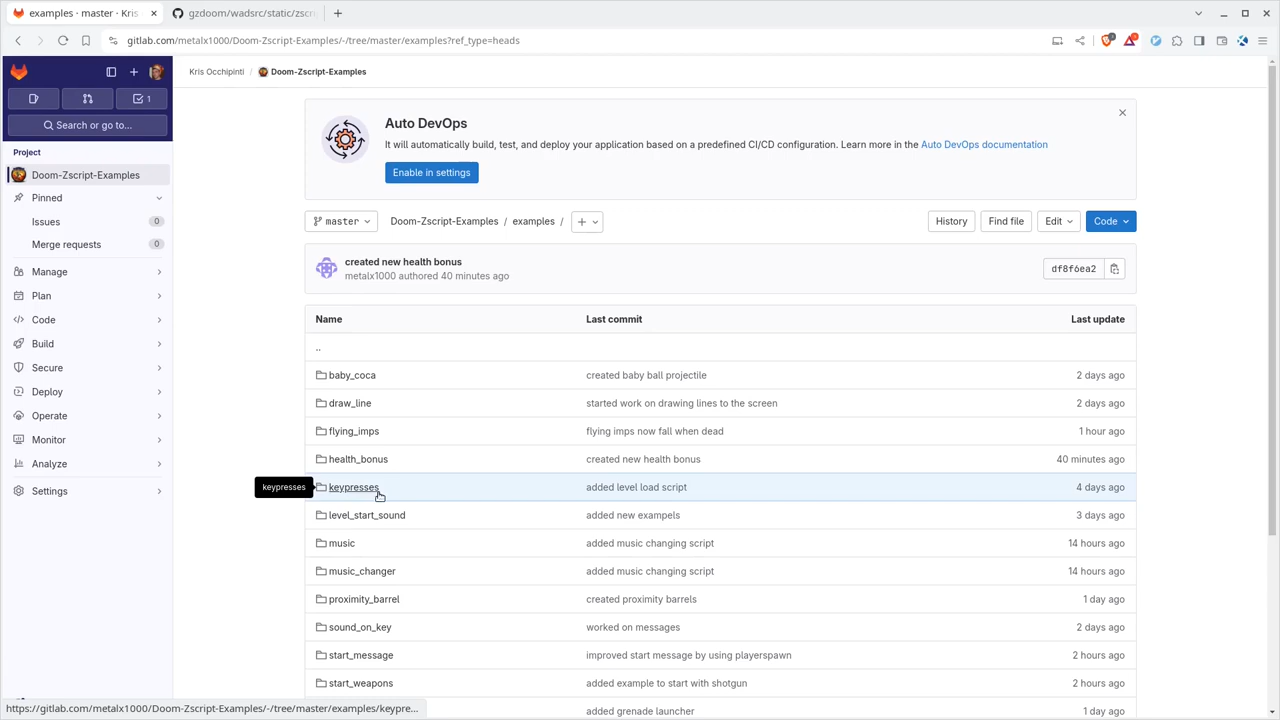 examples · master · Kris
gzdoom/wadsrc/static/zscri
gitlab.com/metalx1000/Doom-Zscript-Examples/-/tree/master/examples?ref_type=heads
1
Search or go to...
Project
Doom-Zscript-Examples
Pinned
Issues 0
Merge requests 0
Manage
Plan
Code
Build
Secure
Deploy
Operate
Monitor
Analyze
Settings
Kris Occhipinti / Doom-Zscript-Examples
Auto DevOps
It will automatically build, test, and deploy your application based on a predefined CI/CD configuration. Learn more in the Auto DevOps documentation
Enable in settings
master Doom-Zscript-Examples / examples / + History Find file Edit Code
created new health bonus
metalx1000 authored 40 minutes ago
df8f6ea2
Name Last commit Last update
..
baby_coca created baby ball projectile 2 days ago
draw_line started work on drawing lines to the screen 2 days ago
flying_imps flying imps now fall when dead 1 hour ago
health_bonus created new health bonus 40 minutes ago
keypresses keypresses added level load script 4 days ago
level_start_sound added new exampels 3 days ago
music added music changing script 14 hours ago
music_changer added music changing script 14 hours ago
proximity_barrel created proximity barrels 1 day ago
sound_on_key worked on messages 2 days ago
start_message improved start message by using playerspawn 2 hours ago
start_weapons added example to start with shotgun 2 hours ago
added grenade launcher 1 day ago
https://gitlab.com/metalx1000/Doom-Zscript-Examples/-/tree/master/examples/keypre...